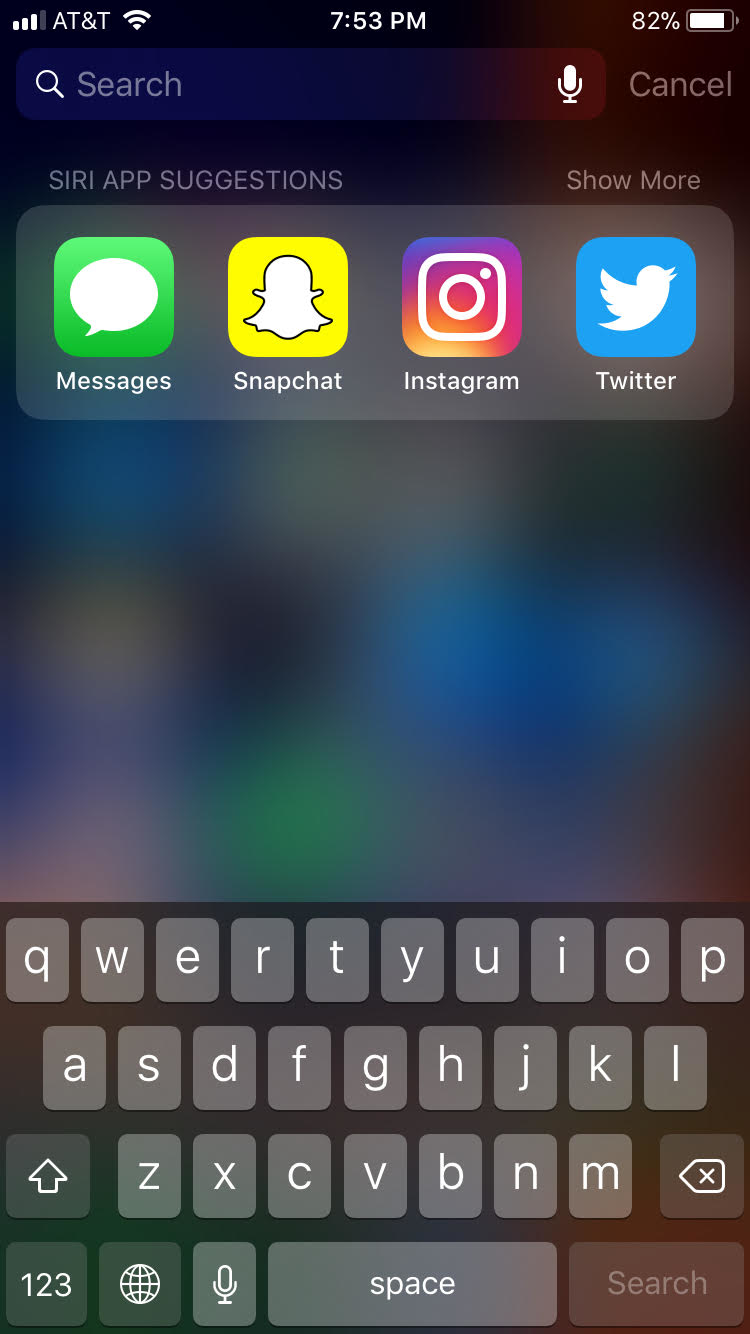 AT&T 7:53 PM 82%
Search Cancel
SIRI APP SUGGESTIONS Show More
Messages Snapchat Instagram Twitter
q w e r t y u i o p
a s d f g h j k l
z x c v b n m
123 space Search